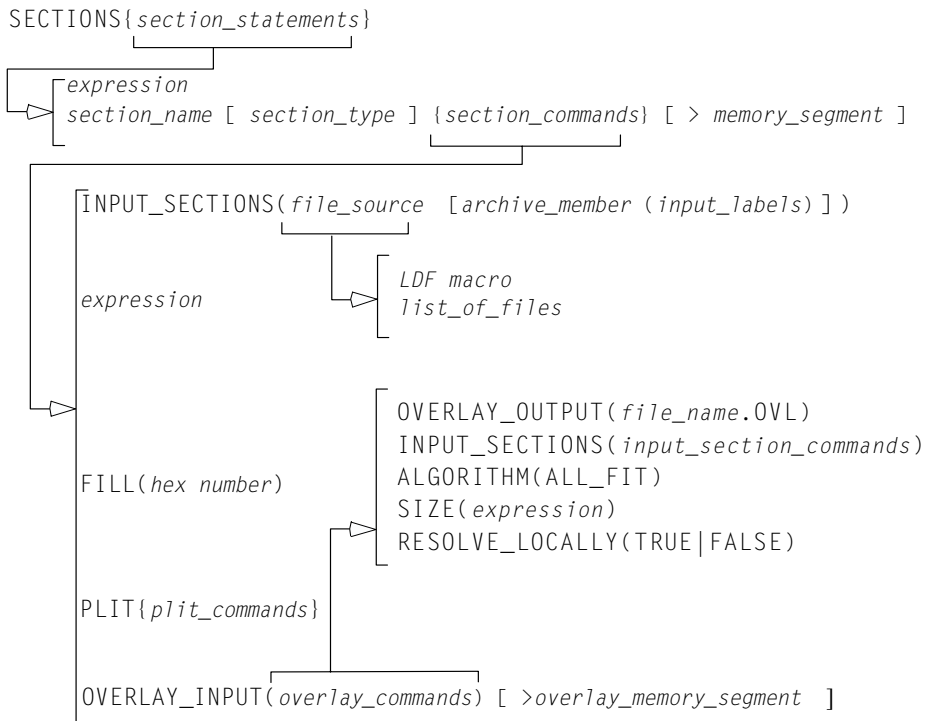 SECTIONS{section_statements}
expression
section_name [ section_type ] {section_commands} [ > memory_segment ]
INPUT_SECTIONS(file_source [archive_member (input_labels) ] )
LDF macro
expression
list_of_files
OVERLAY_OUTPUT(file_name.OVL)
INPUT_SECTIONS(input_section_commands)
ALGORITHM(ALL_FIT)
FILL(hex number)
SIZE(expression)
RESOLVE_LOCALLY(TRUE|FALSE)
PLIT{plit_commands}
OVERLAY_INPUT(overlay_commands) [ >overlay_memory_segment ]